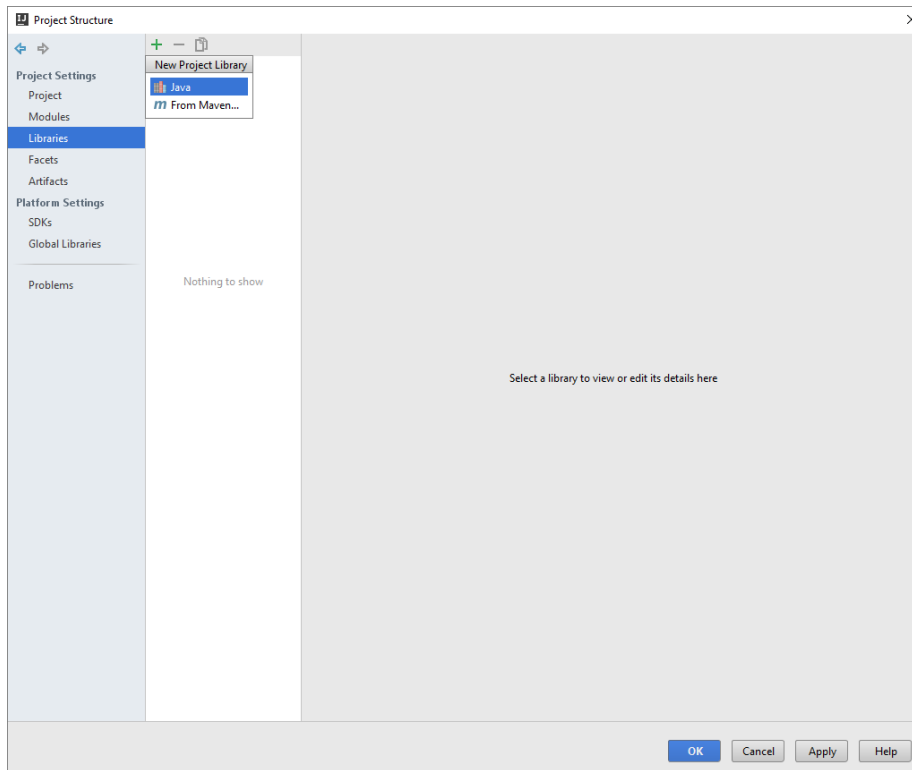 Project Structure
Project Settings
Project
Modules
Libraries
Facets
Artifacts
Platform Settings
SDKs
Global Libraries
Problems
New Project Library
Java
From Maven...
Nothing to show
Select a library to view or edit its details here
OK
Cancel
Apply
Help